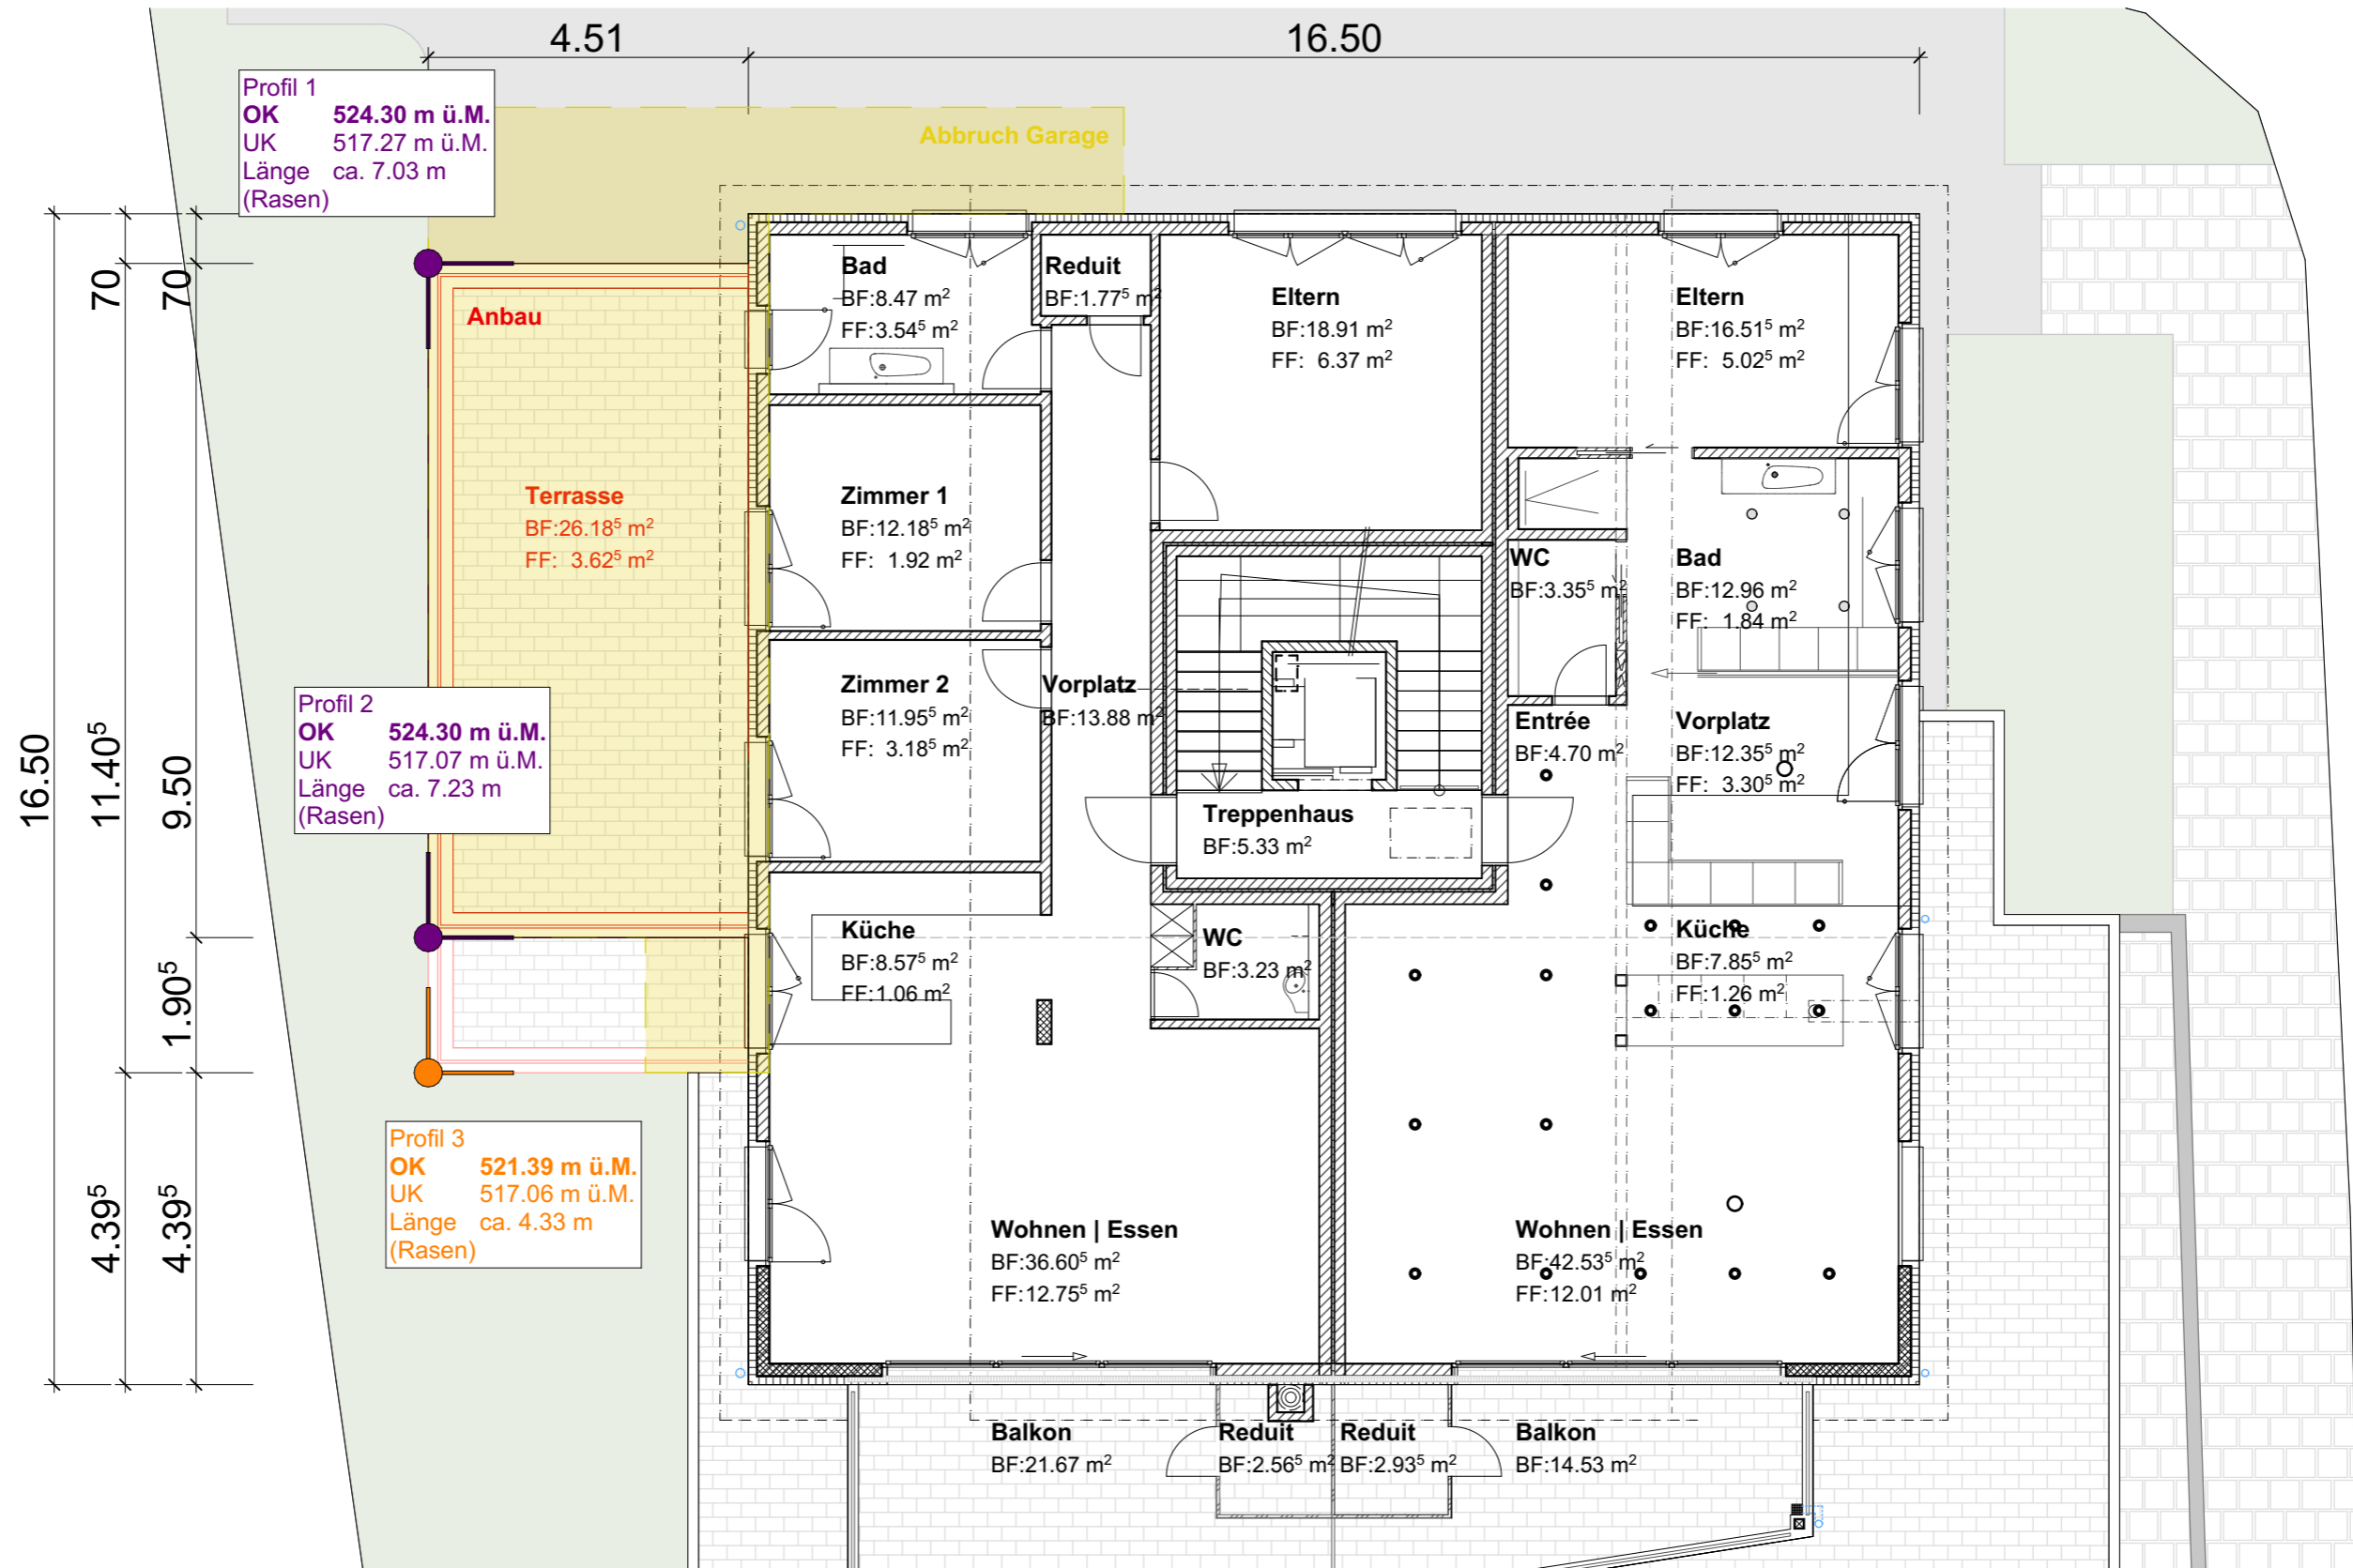 4.51
16.50
Profil 1
OK 524.30 m ü.M.
UK 517.27 m ü.M.
Länge ca. 7.03 m
(Rasen)
Abbruch Garage
70
70
Anbau
Bad
BF:8.47 m²
FF:3.54⁵ m²
Reduit
BF:1.77⁵ m²
Eltern
BF:18.91 m²
FF: 6.37 m²
Eltern
BF:16.51⁵ m²
FF: 5.02⁵ m²
Terrasse
BF:26.18⁵ m²
FF: 3.62⁵ m²
Zimmer 1
BF:12.18⁵ m²
FF: 1.92 m²
WC
BF:3.35⁵ m²
Bad
BF:12.96 m²
FF: 1.84 m²
Profil 2
OK 524.30 m ü.M.
UK 517.07 m ü.M.
Länge ca. 7.23 m
(Rasen)
16.50
11.40⁵
9.50
Zimmer 2
BF:11.95⁵ m²
FF: 3.18⁵ m²
Vorplatz
BF:13.88 m²
Entrée
BF:4.70 m²
Vorplatz
BF:12.35⁵ m²
FF: 3.30⁵ m²
Treppenhaus
BF:5.33 m²
Küche
BF:8.57⁵ m²
FF:1.06 m²
WC
BF:3.23 m²
Küche
BF:7.85⁵ m²
FF:1.26 m²
1.90⁵
Profil 3
OK 521.39 m ü.M.
UK 517.06 m ü.M.
Länge ca. 4.33 m
(Rasen)
4.39⁵
4.39⁵
Wohnen | Essen
BF:36.60⁵ m²
FF:12.75⁵ m²
Wohnen | Essen
BF:42.53⁵ m²
FF:12.01 m²
Balkon
BF:21.67 m²
Reduit
BF:2.56⁵ m²
Reduit
BF:2.93⁵ m²
Balkon
BF:14.53 m²